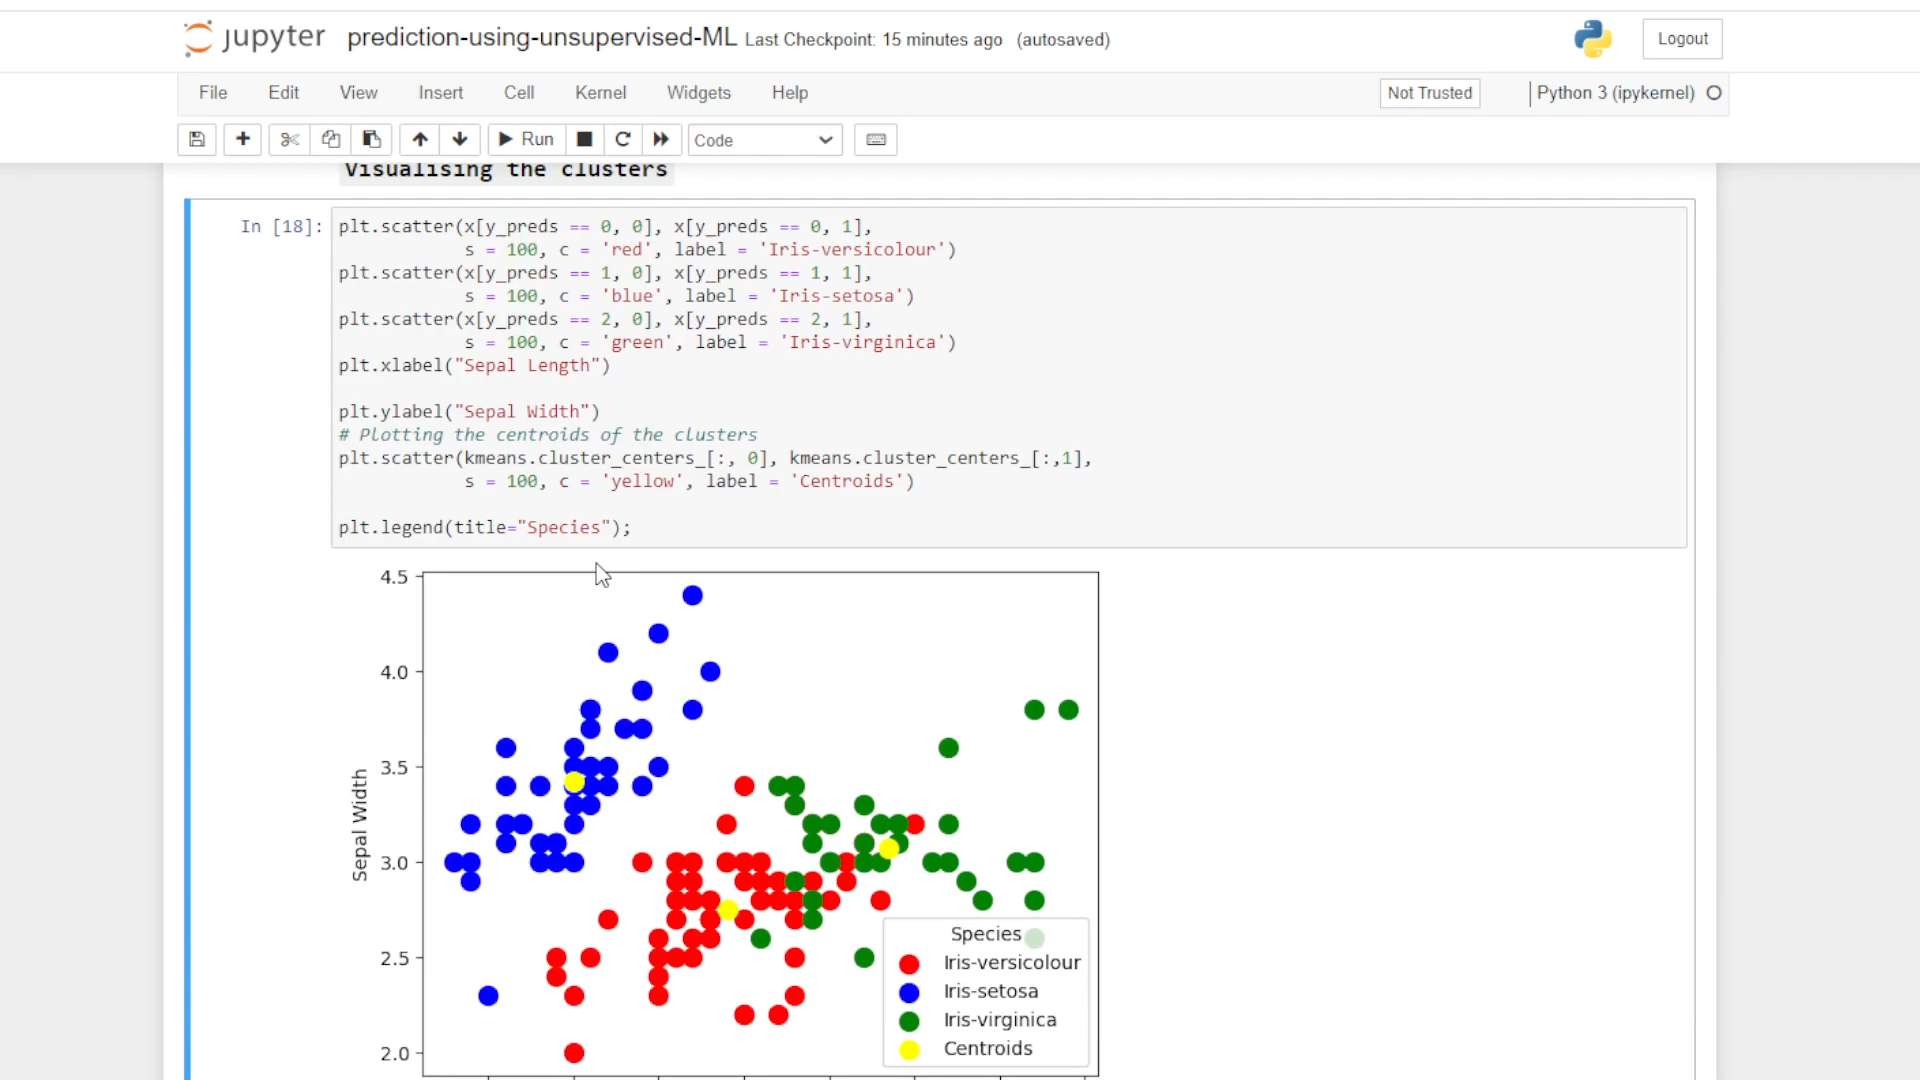 jupyter prediction-using-unsupervised-ML Last Checkpoint: 15 minutes ago (autosaved) Logout
File Edit View Insert Cell Kernel Widgets Help Not Trusted Python 3 (ipykernel)
Run Code
Visualising the clusters
In [18]: plt.scatter(x[y_preds == 0, 0], x[y_preds == 0, 1],
s = 100, c = 'red', label = 'Iris-versicolour')
plt.scatter(x[y_preds == 1, 0], x[y_preds == 1, 1],
s = 100, c = 'blue', label = 'Iris-setosa')
plt.scatter(x[y_preds == 2, 0], x[y_preds == 2, 1],
s = 100, c = 'green', label = 'Iris-virginica')
plt.xlabel("Sepal Length")
plt.ylabel("Sepal Width")
# Plotting the centroids of the clusters
plt.scatter(kmeans.cluster_centers_[:, 0], kmeans.cluster_centers_[:,1],
s = 100, c = 'yellow', label = 'Centroids')
plt.legend(title="Species");
4.5
4.0
3.5
3.0
2.5
2.0
Sepal Width
Species
Iris-versicolour
Iris-setosa
Iris-virginica
Centroids